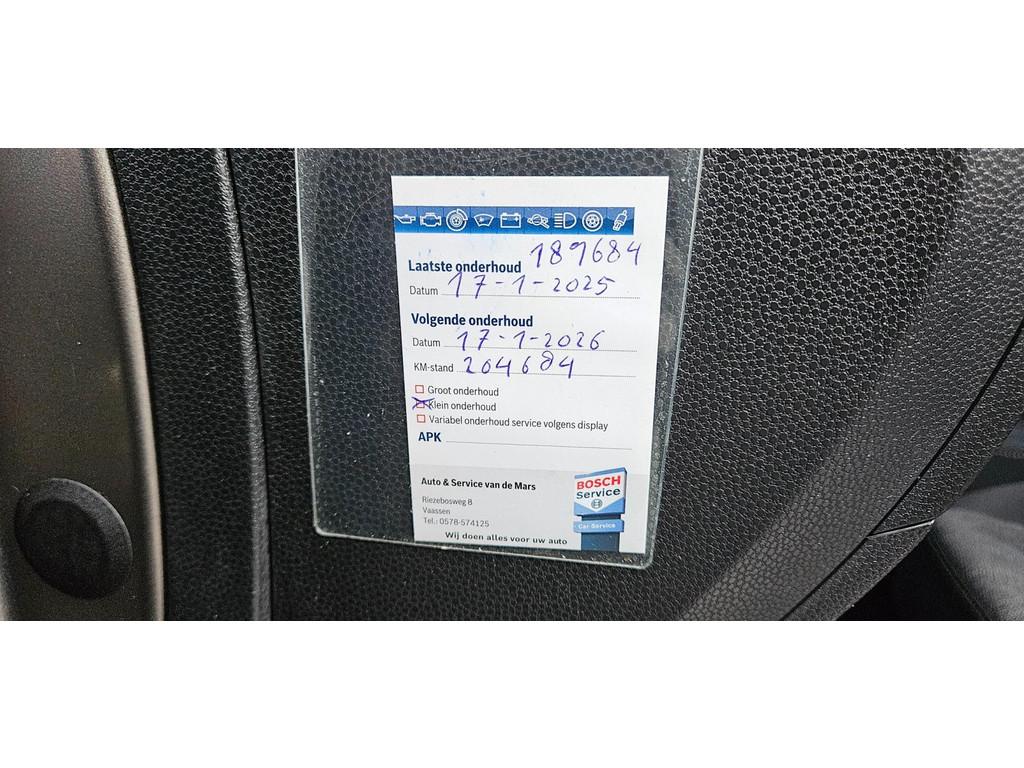 189684
Laatste onderhoud
Datum 17-1-2025
Volgende onderhoud
Datum 17-1-2026
KM-stand 204684
Groot onderhoud
Klein onderhoud
Variabel onderhoud service volgens display
APK
Auto & Service van de Mars
Riezebosweg 8
Vaassen
Tel.: 0578-574125
Wij doen alles voor uw auto
BOSCH
Service
Car Service